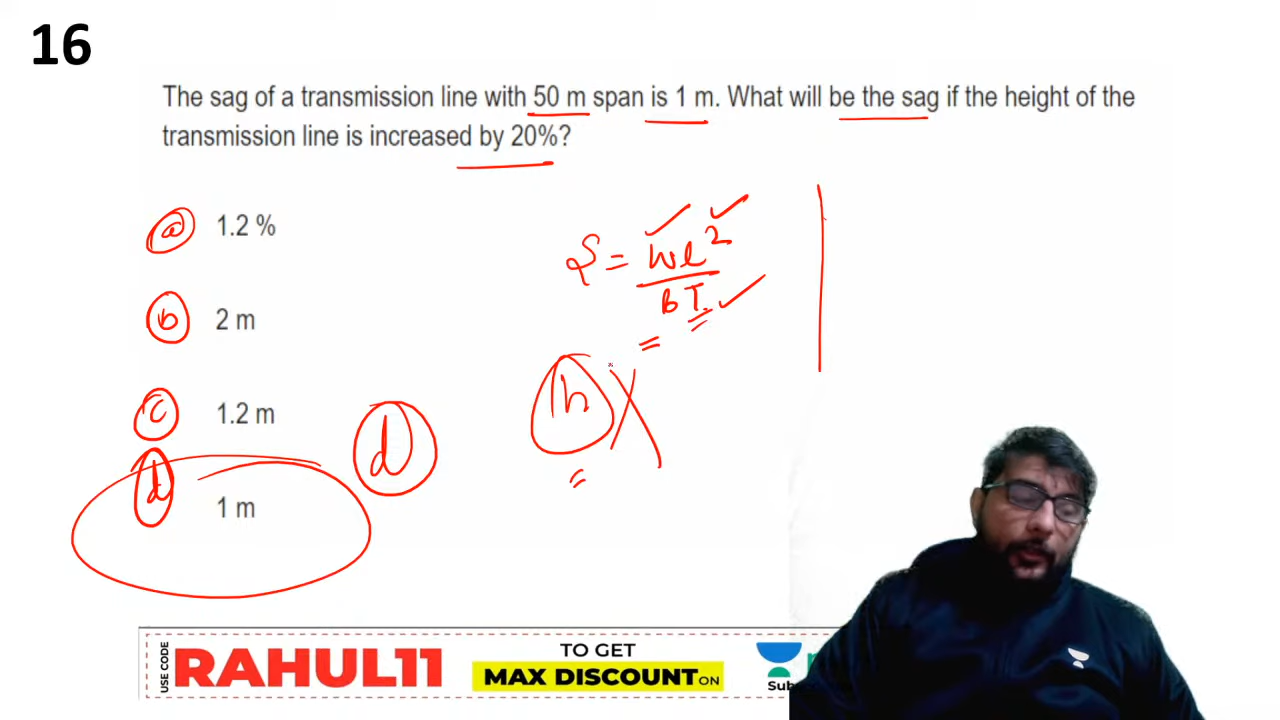 16
The sag of a transmission line with 50 m span is 1 m. What will be the sag if the height of the
transmission line is increased by 20%?
a 1.2 %
b 2 m
c 1.2 m
d 1 m
d
S = wl²
8T
=
h X
=
USE CODE
RAHUL11
TO GET
MAX DISCOUNT ON